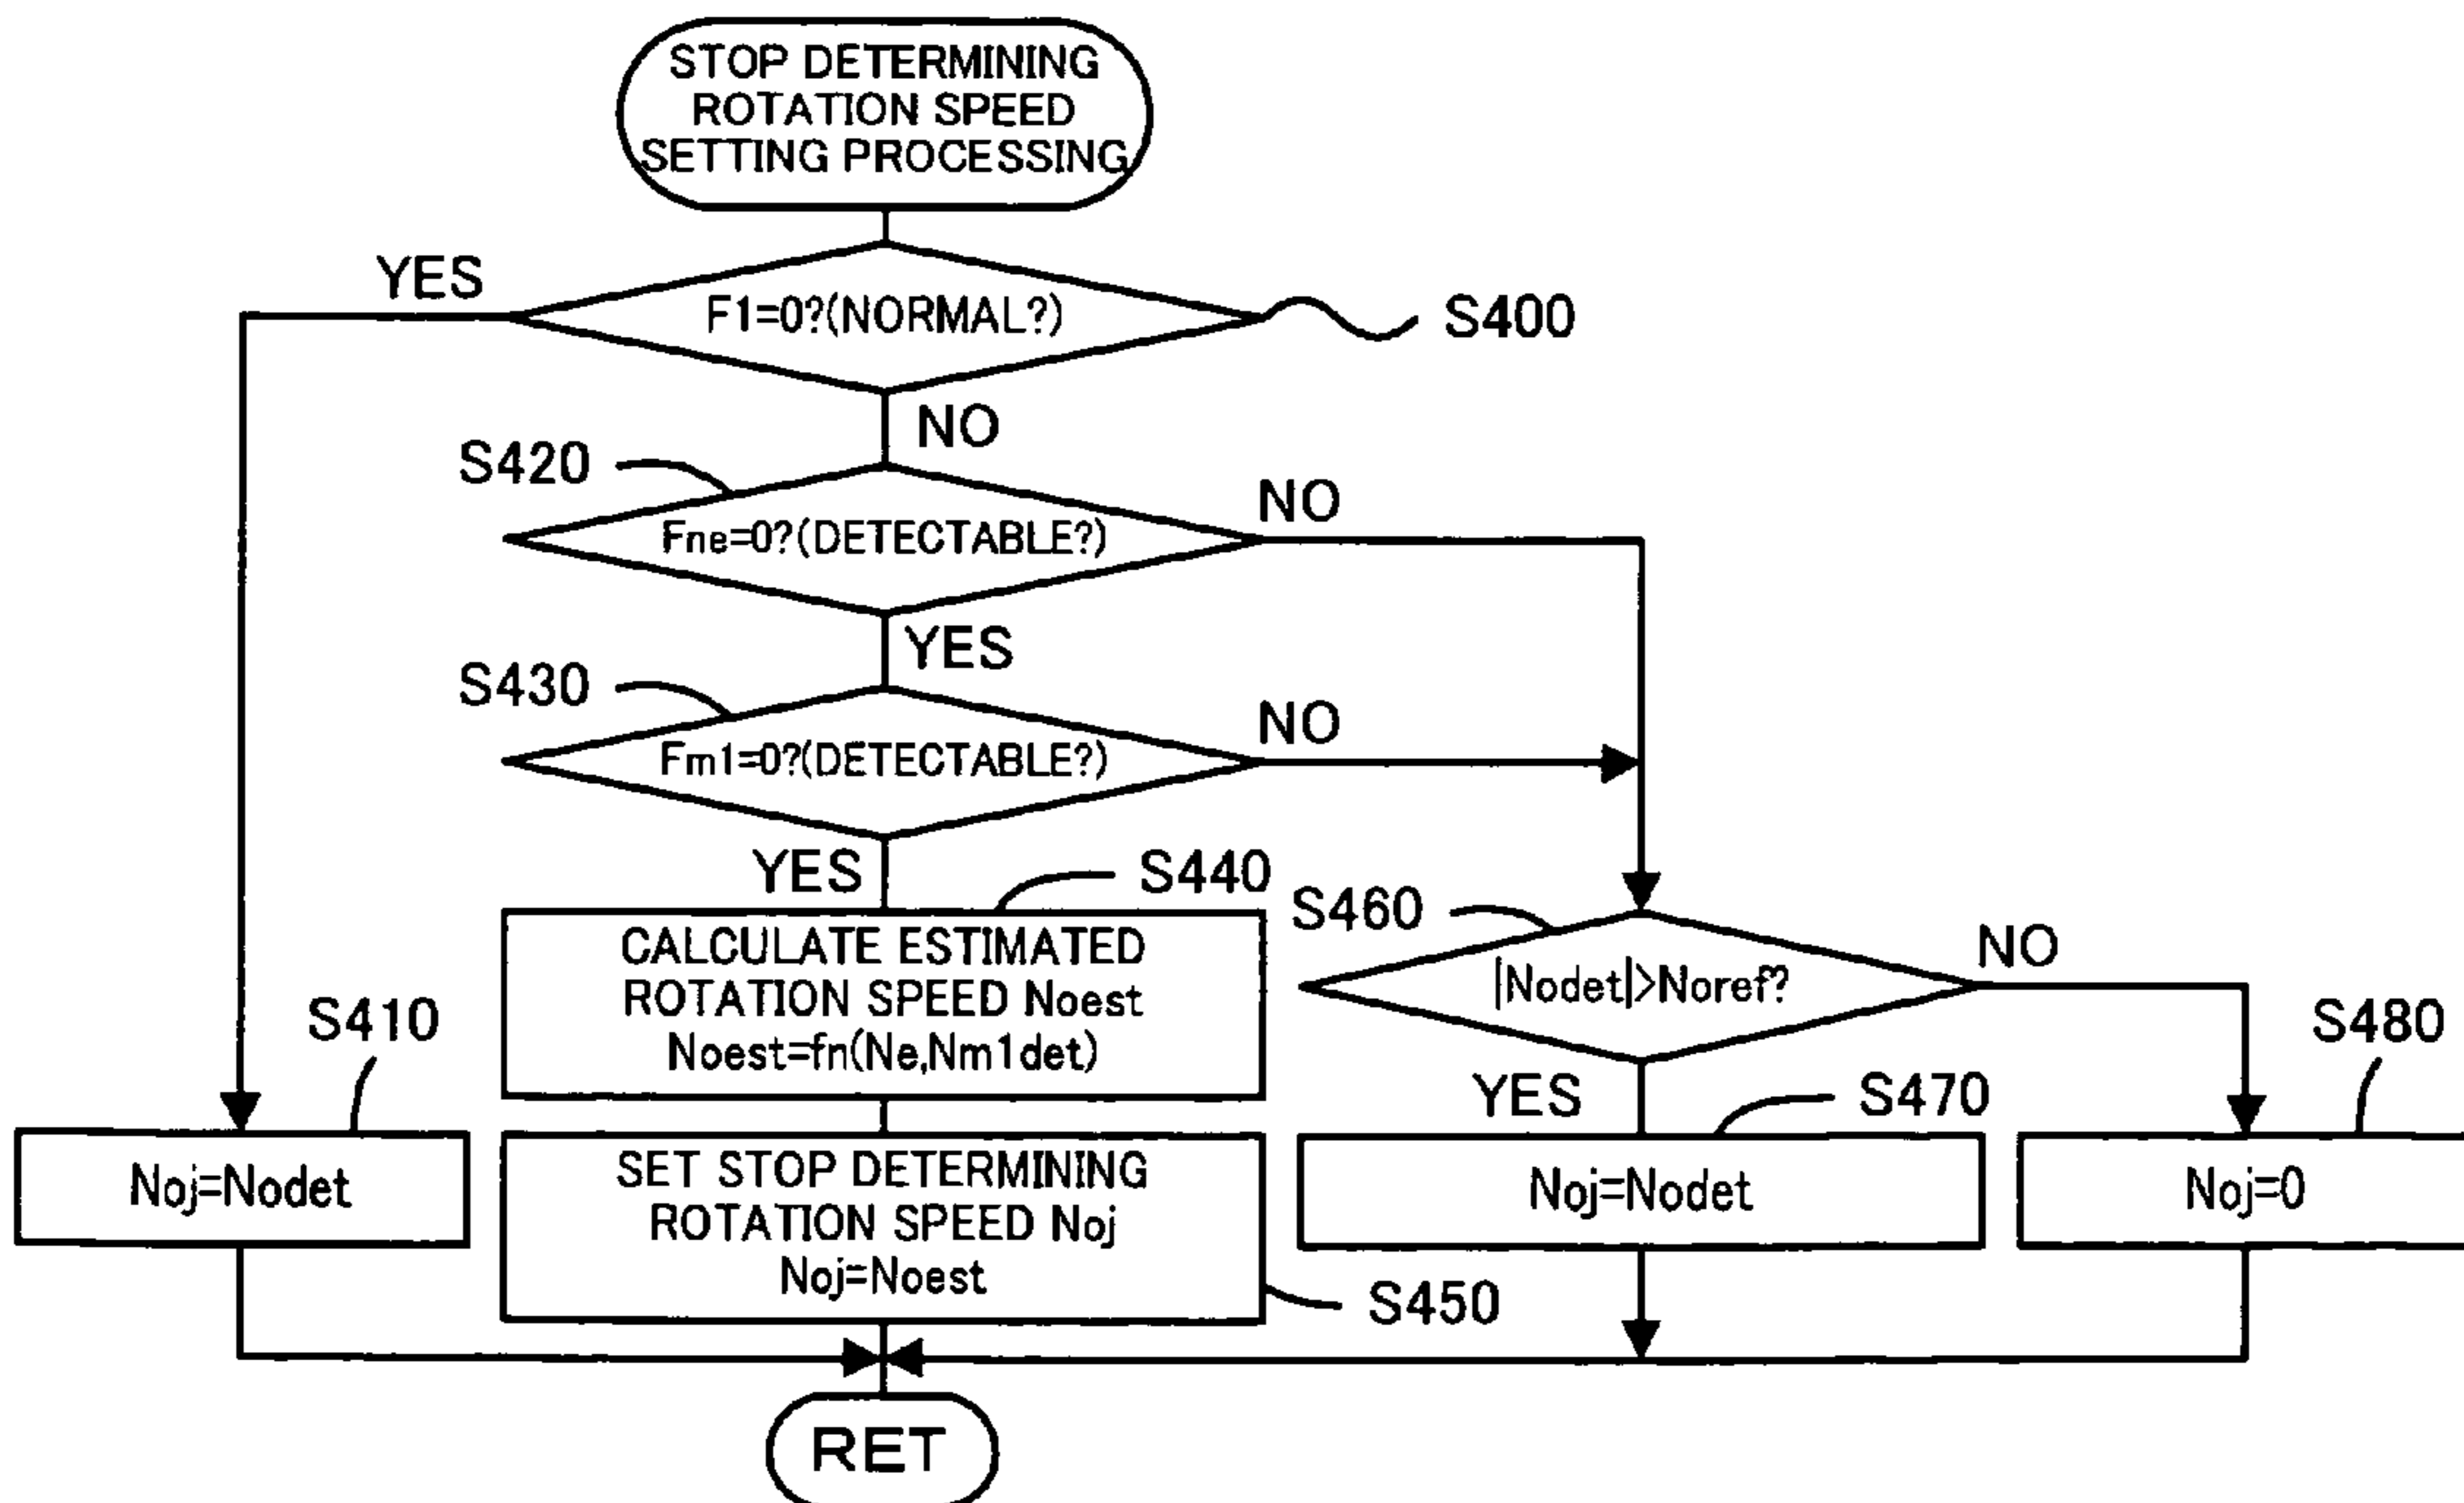 STOP DETERMINING
ROTATION SPEED
SETTING PROCESSING
YES
F1=0?(NORMAL?)
S400
NO
S420
Fne=0?(DETECTABLE?)
NO
YES
S430
Fm1=0?(DETECTABLE?)
NO
YES
S440
CALCULATE ESTIMATED
ROTATION SPEED Noest
Noest=fn(Ne,Nm1det)
S460
|Nodet|>Noref?
NO
S410
YES
S470
S480
Noj=Nodet
SET STOP DETERMINING
ROTATION SPEED Noj
Noj=Noest
S450
Noj=Nodet
Noj=0
RET